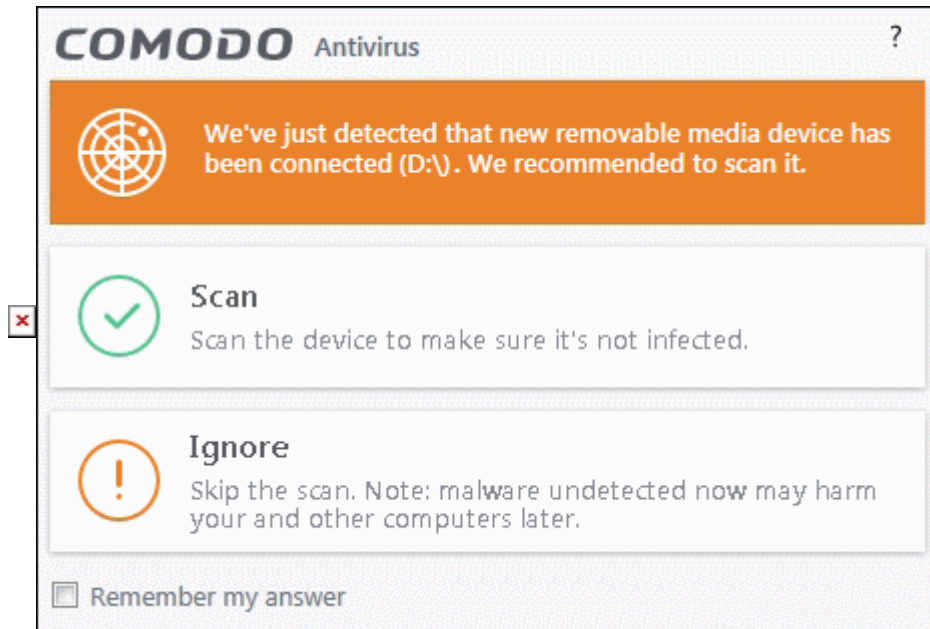 COMODO Antivirus ?
We've just detected that new removable media device has
been connected (D:\). We recommended to scan it.
Scan
Scan the device to make sure it's not infected.
Ignore
Skip the scan. Note: malware undetected now may harm
your and other computers later.
Remember my answer